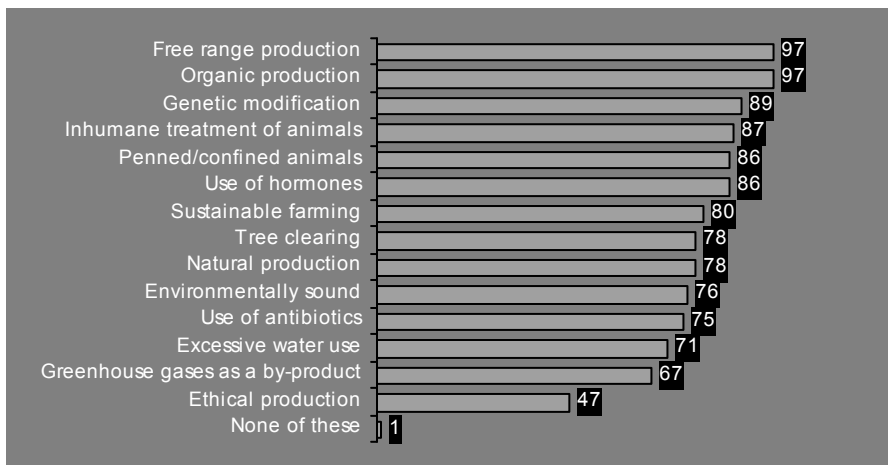 Free range production 97
Organic production 97
Genetic modification 89
Inhumane treatment of animals 87
Penned/confined animals 86
Use of hormones 86
Sustainable farming 80
Tree clearing 78
Natural production 78
Environmentally sound 76
Use of antibiotics 75
Excessive water use 71
Greenhouse gases as a by-product 67
Ethical production 47
None of these 1